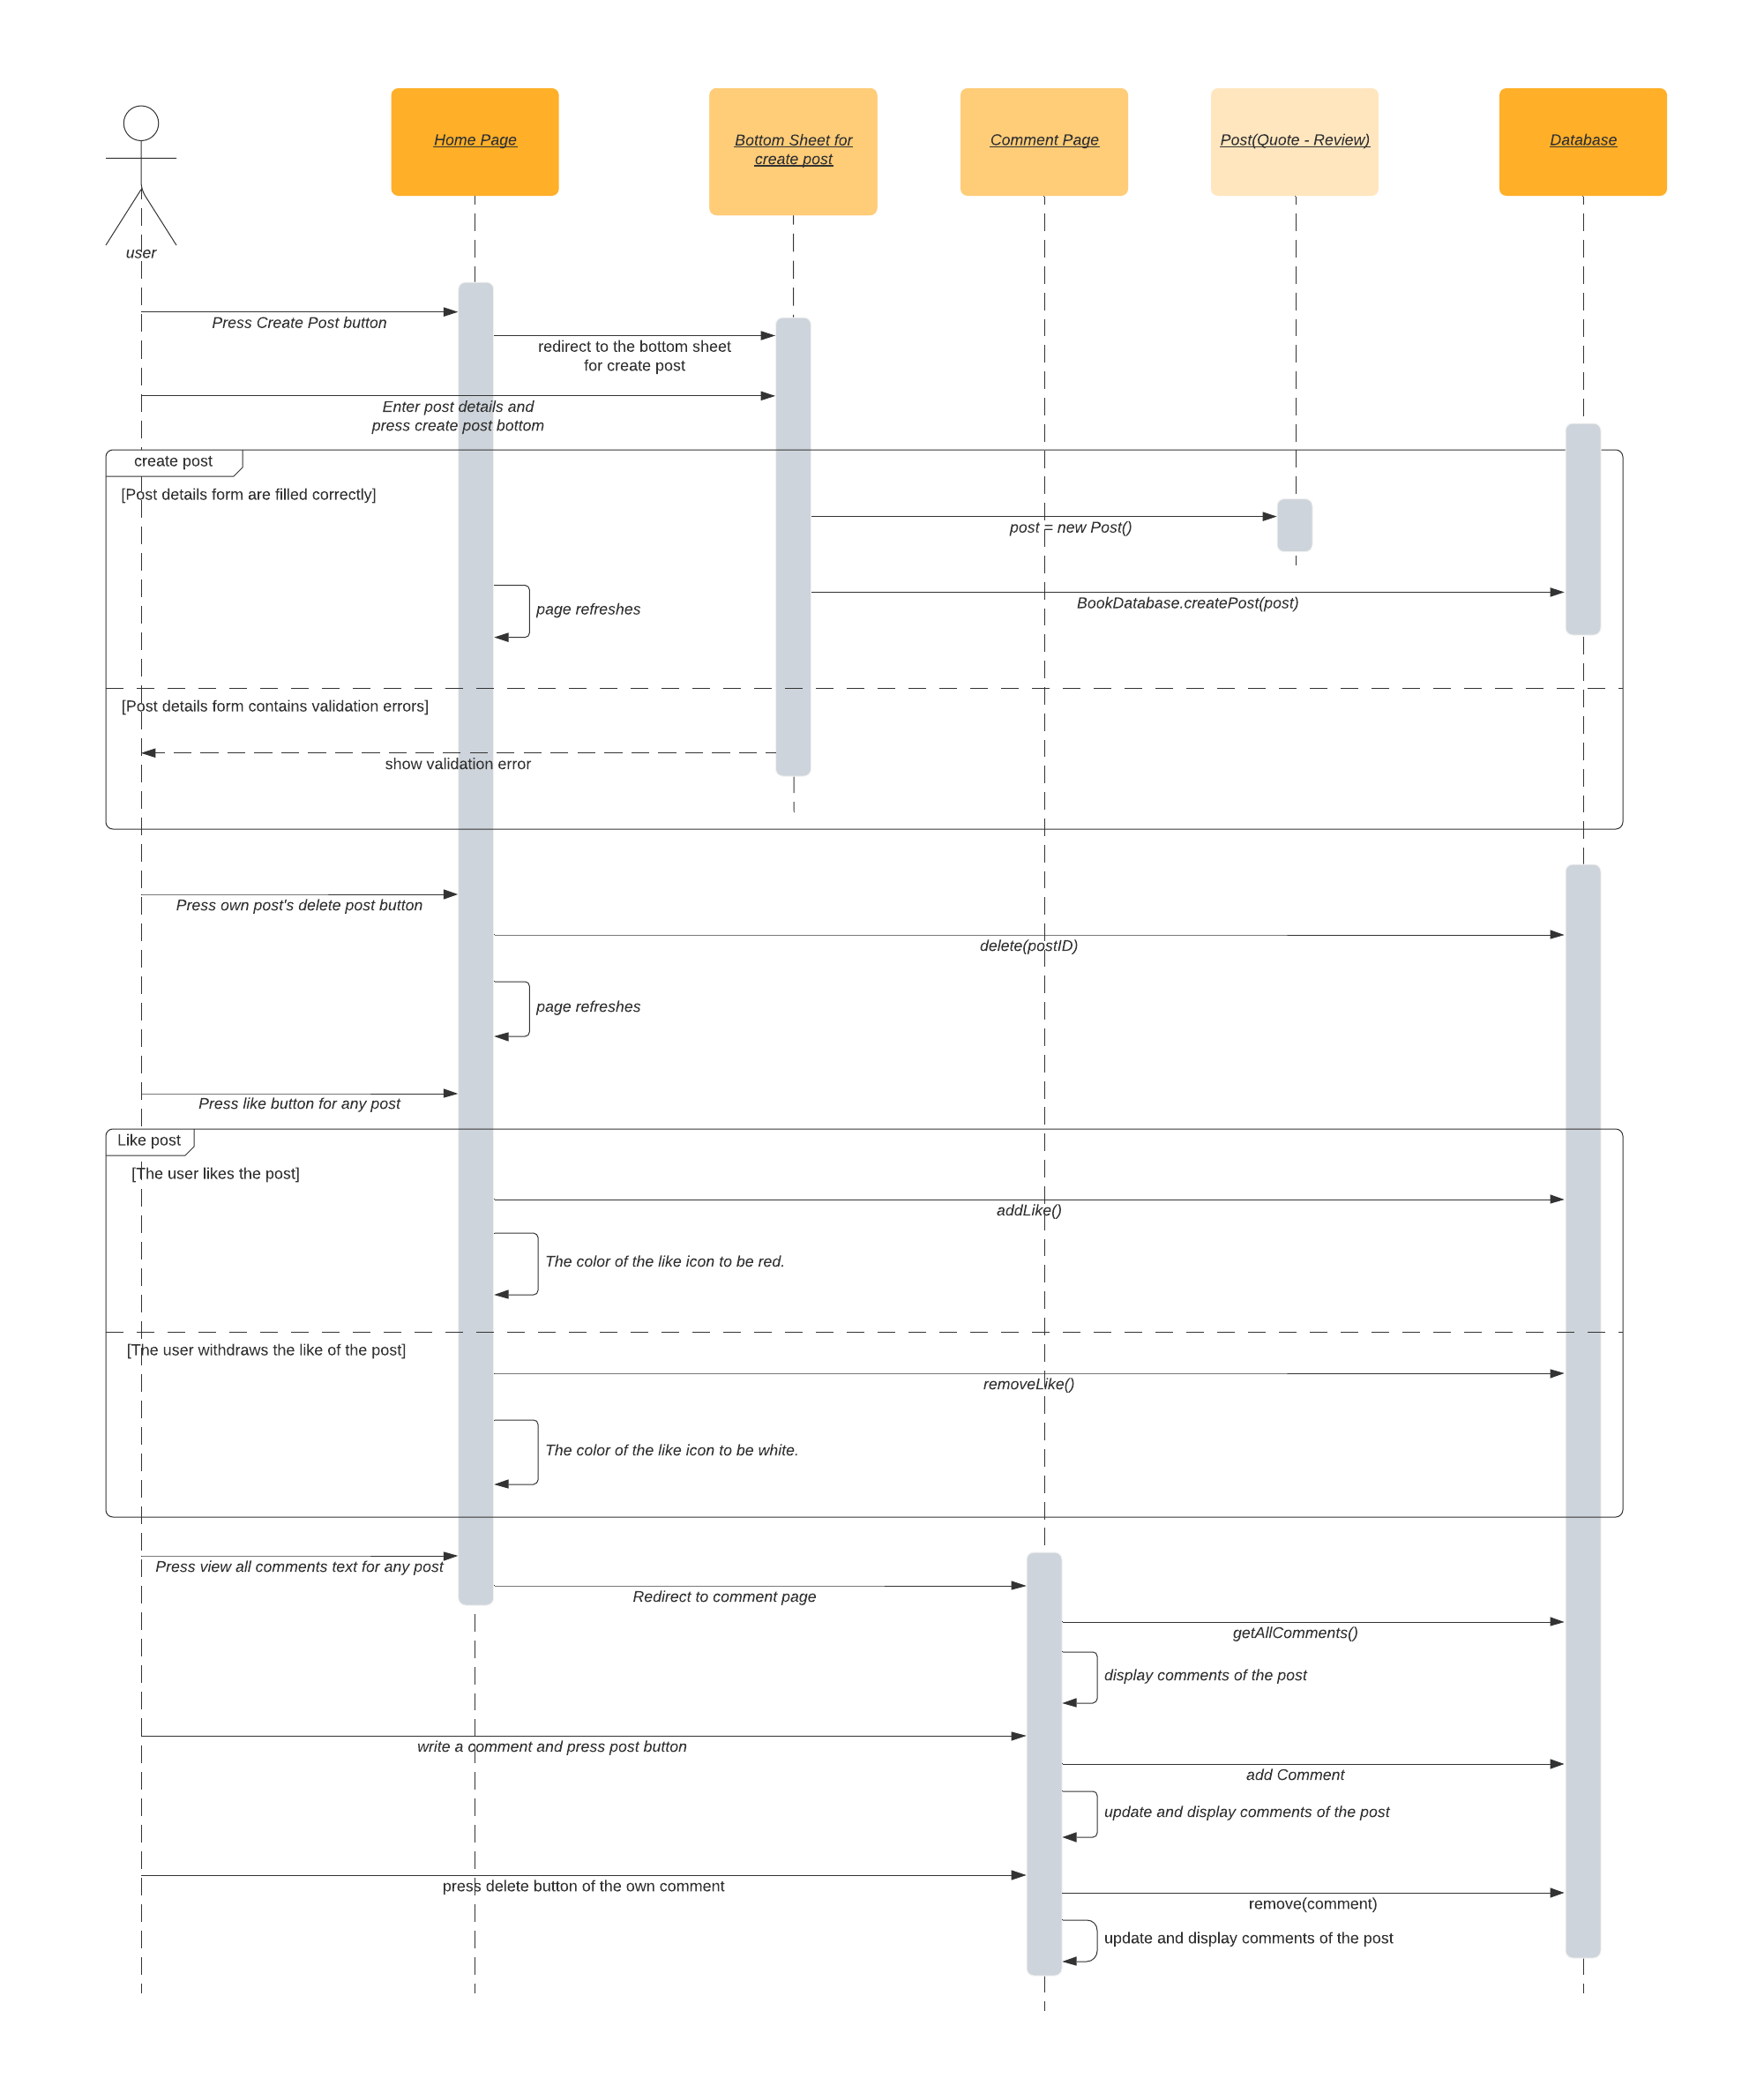 Home Page
Bottom Sheet for
create post
Comment Page
Post(Quote - Review)
Database
user
Press Create Post button
redirect to the bottom sheet
for create post
Enter post details and
press create post bottom
create post
[Post details form are filled correctly]
post = new Post()
BookDatabase.createPost(post)
page refreshes
[Post details form contains validation errors]
show validation error
Press own post's delete post button
delete(postID)
page refreshes
Press like button for any post
Like post
[The user likes the post]
addLike()
The color of the like icon to be red.
[The user withdraws the like of the post]
removeLike()
The color of the like icon to be white.
Press view all comments text for any post
Redirect to comment page
getAllComments()
display comments of the post
write a comment and press post button
add Comment
update and display comments of the post
press delete button of the own comment
remove(comment)
update and display comments of the post